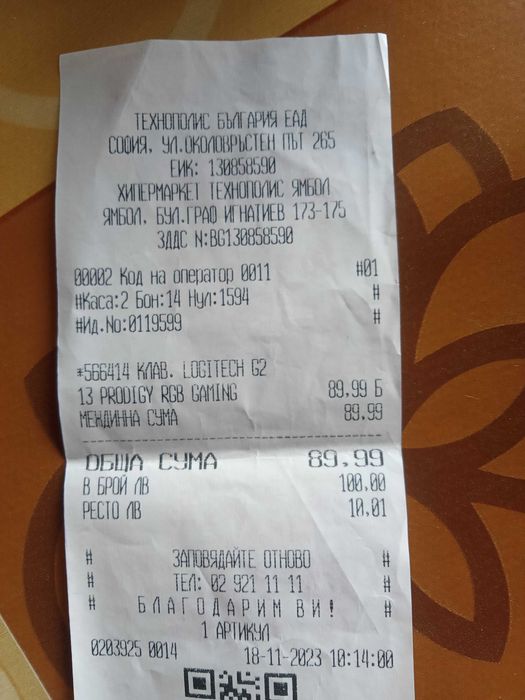 ТЕХНОПОЛИС БЪЛГАРИЯ ЕАД
СОФИЯ, УЛ.ОКОЛОВРЪСТЕН ПЪТ 265
ЕИК: 130858590
ХИПЕРМАРКЕТ ТЕХНОПОЛИС ЯМБОЛ
ЯМБОЛ, БУЛ.ГРАФ ИГНАТИЕВ 173-175
ЗДДС N:BG130858590
00002 Код на оператор 0011 #01
#Каса:2 Бон:14 Нул:1594 #
#Ид.No:0119599 #
*566414 КЛАВ. LOGITECH G2
13 PRODIGY RGB GAMING 89,99 Б
МЕЖДИННА СУМА 89,99
ОБЩА СУМА 89,99
В БРОЙ ЛВ 100,00
РЕСТО ЛВ 10,01
# ЗАПОВЯДАЙТЕ ОТНОВО #
# ТЕЛ: 02 921 11 11 #
# Б Л А Г О Д А Р И М В И ! #
1 АРТИКУЛ
0203925 0014 18-11-2023 10:14:00